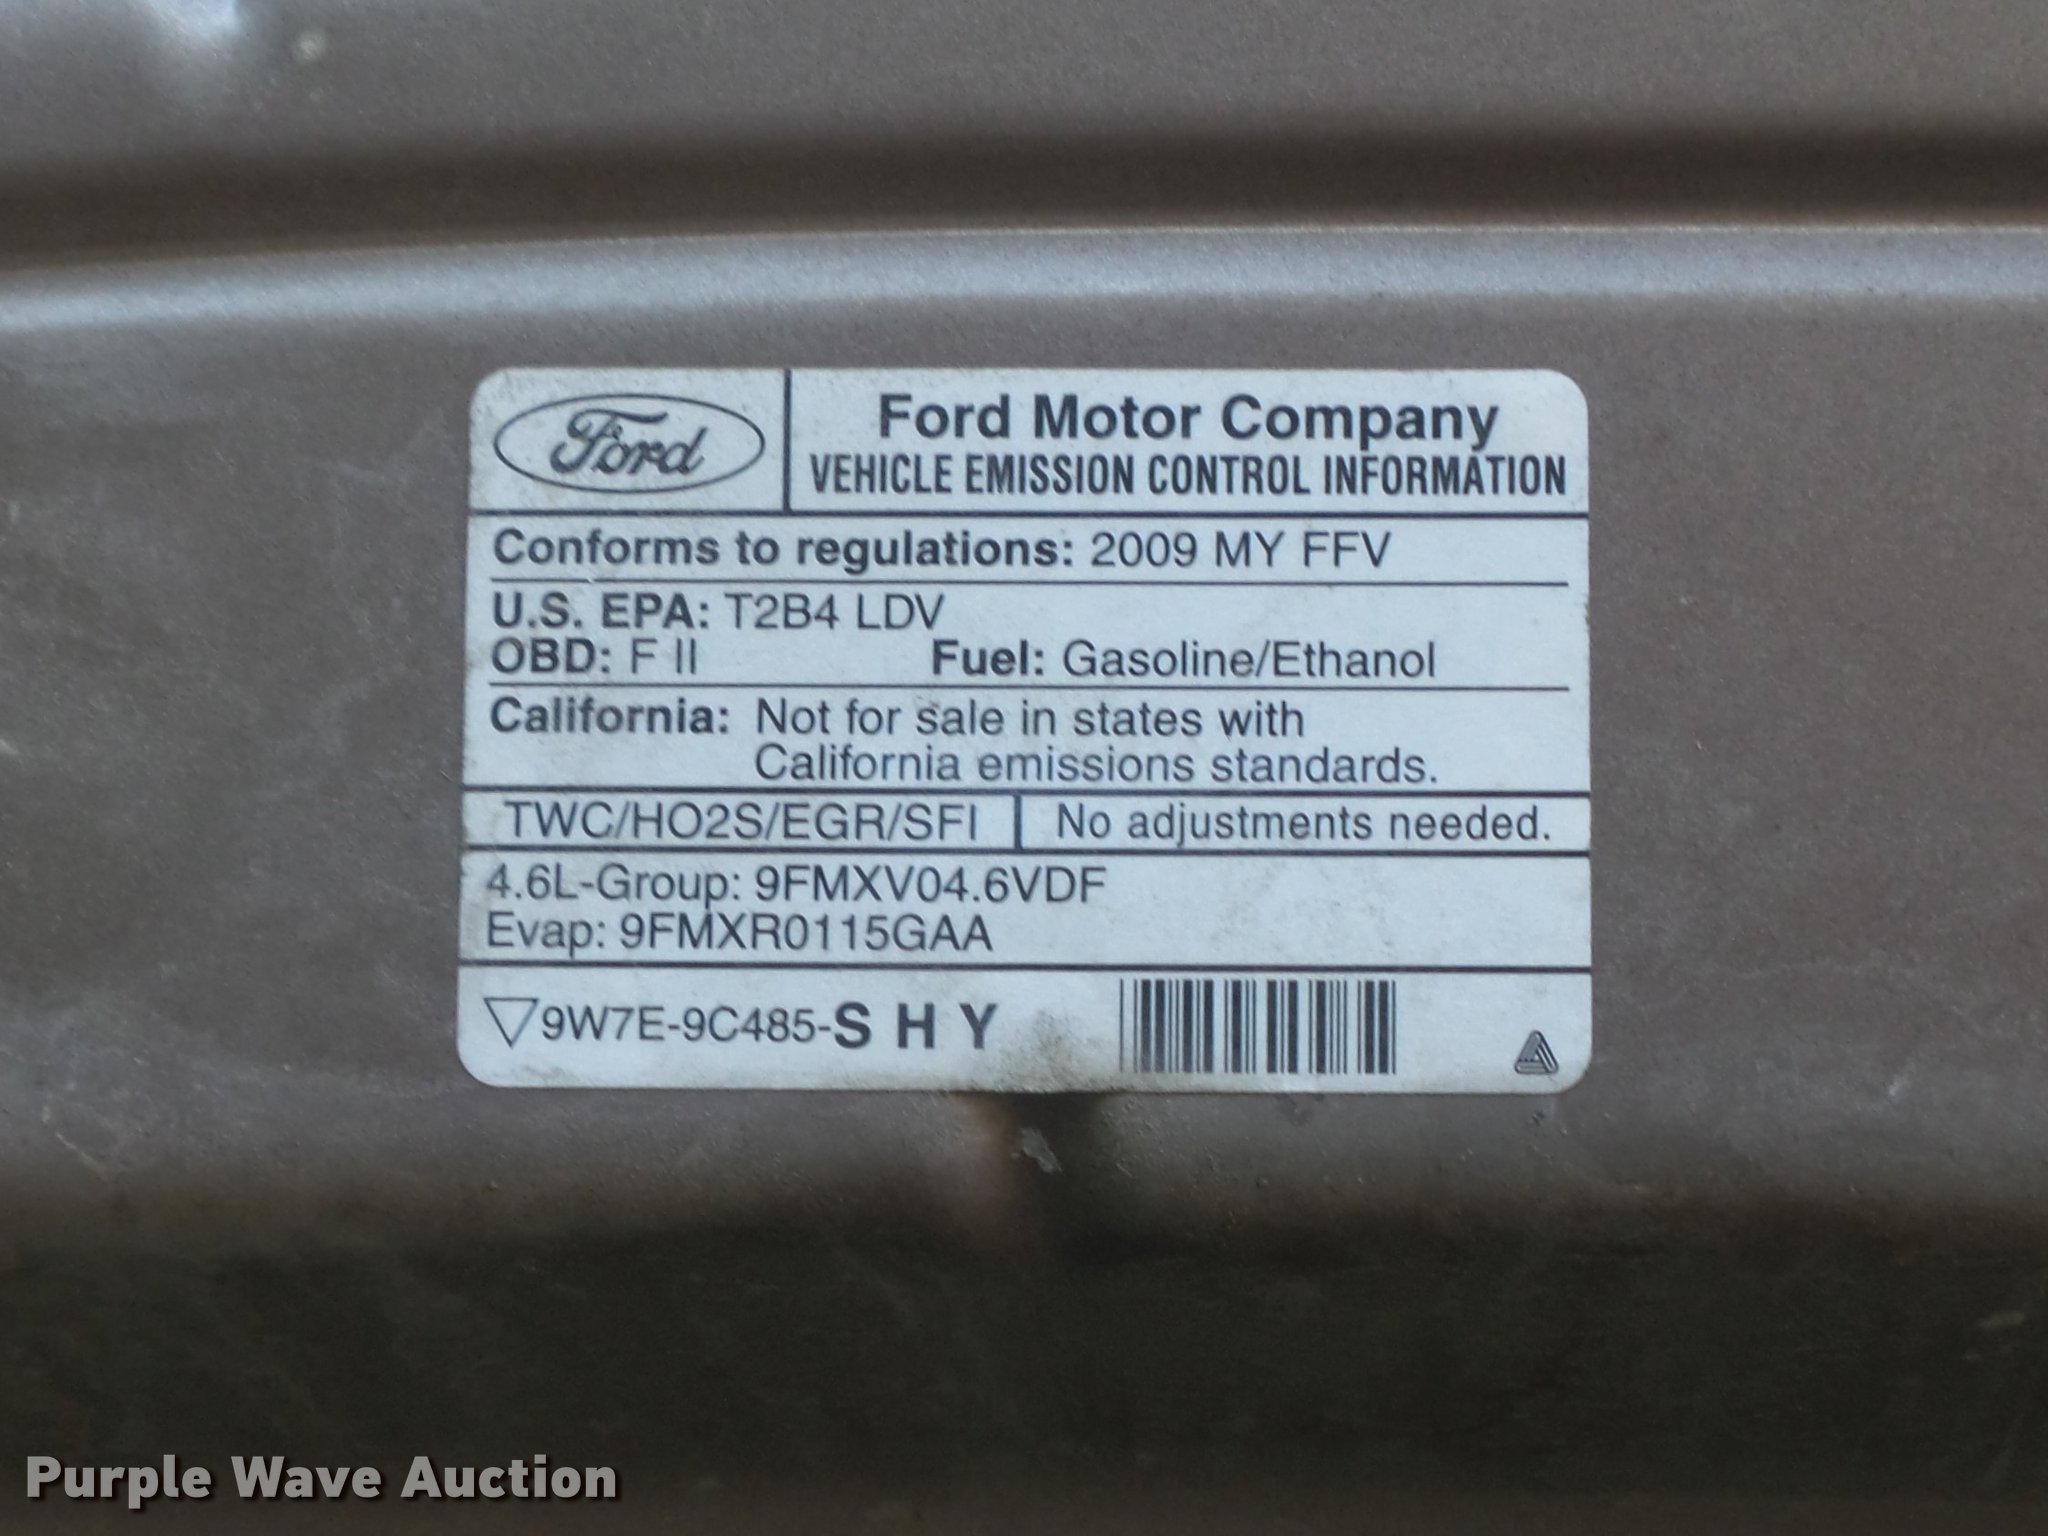 Ford
Ford Motor Company
VEHICLE EMISSION CONTROL INFORMATION
Conforms to regulations: 2009 MY FFV
U.S. EPA: T2B4 LDV
OBD: F II Fuel: Gasoline/Ethanol
California: Not for sale in states with
California emissions standards.
TWC/HO2S/EGR/SFI No adjustments needed.
4.6L-Group: 9FMXV04.6VDF
Evap: 9FMXR0115GAA
9W7E-9C485-S H Y
Purple Wave Auction